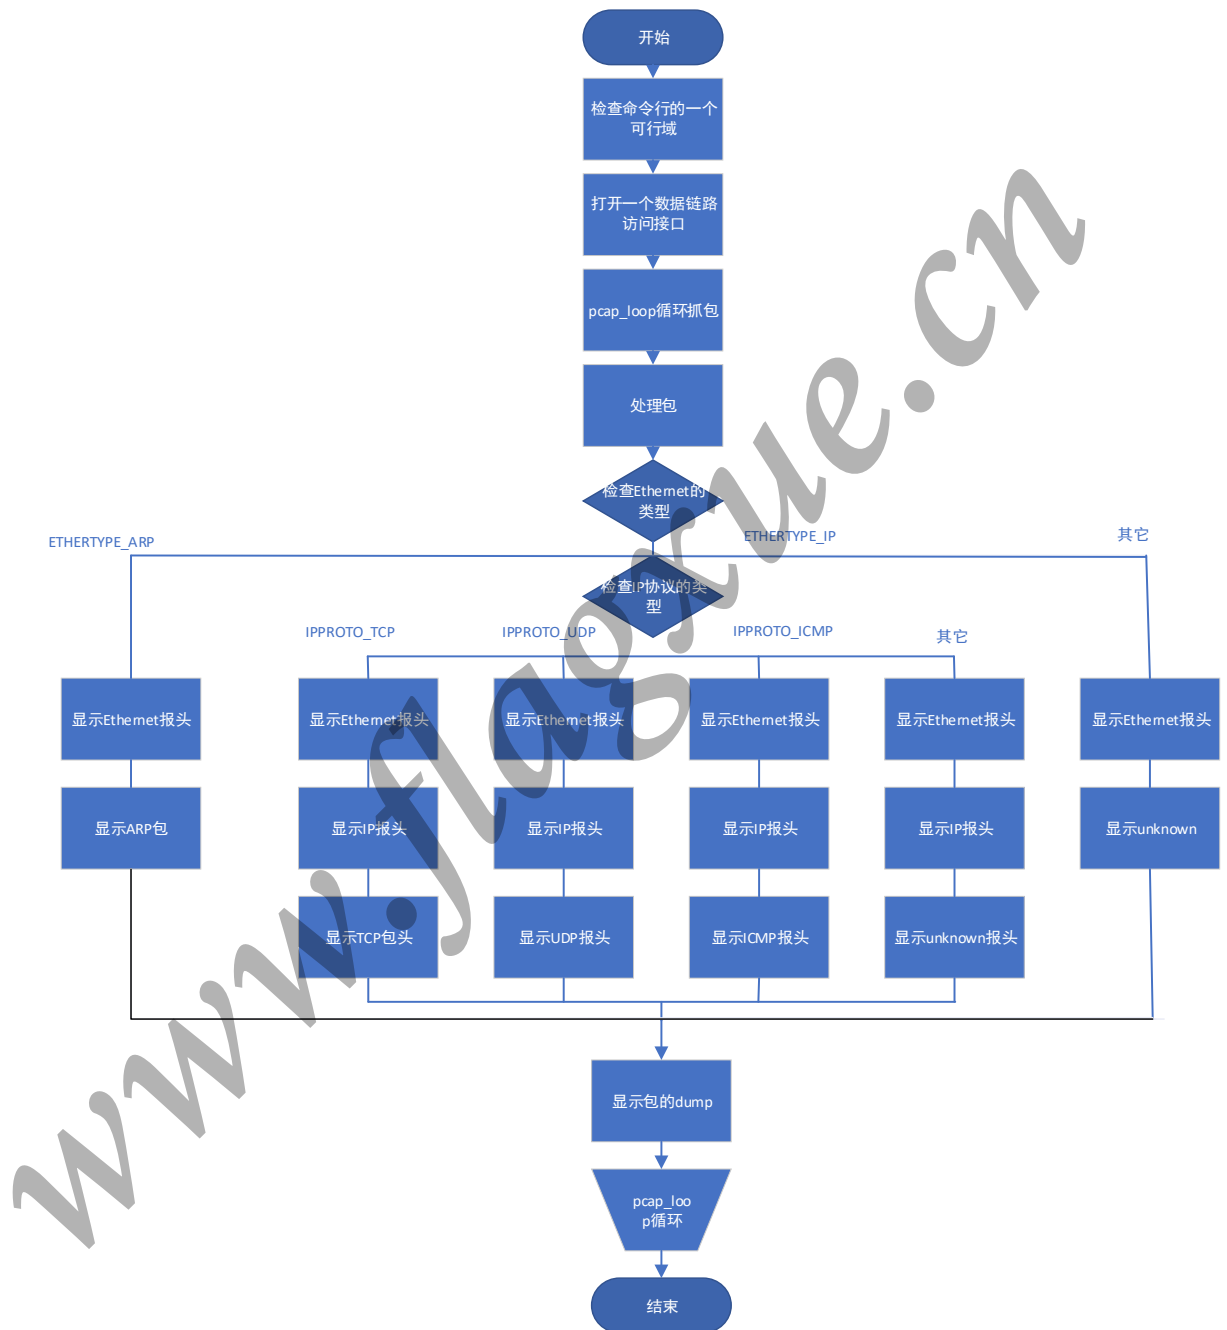 开始
检查命令行的一个
可行域
打开一个数据链路
访问接口
pcap_loop循环抓包
处理包
检查Ethernet的
类型
ETHERTYPE_ARP
ETHERTYPE_IP
其它
检查IP协议的类
型
IPPROTO_TCP
IPPROTO_UDP
IPPROTO_ICMP
其它
显示Ethernet报头
显示Ethernet报头
显示Ethernet报头
显示Ethernet报头
显示Ethernet报头
显示Ethernet报头
显示ARP包
显示IP报头
显示IP报头
显示IP报头
显示IP报头
显示unknown
显示TCP包头
显示UDP报头
显示ICMP报头
显示unknown报头
显示包的dump
pcap_loo
p循环
结束
www.flagxue.cn